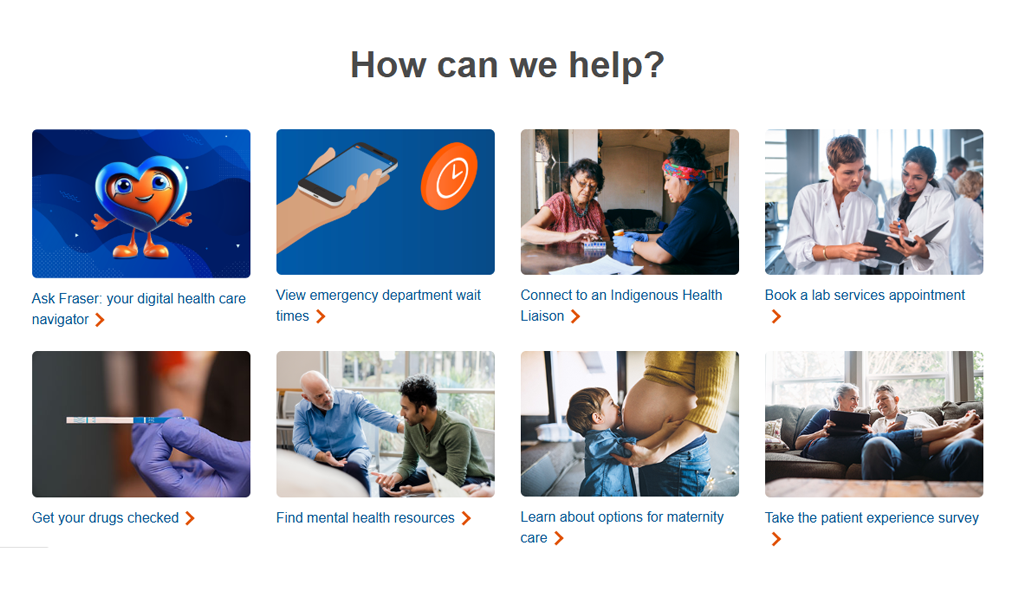 How can we help?
Ask Fraser: your digital health care
navigator
View emergency department wait
times
Connect to an Indigenous Health
Liaison
Book a lab services appointment
Get your drugs checked
Find mental health resources
Learn about options for maternity
care
Take the patient experience survey